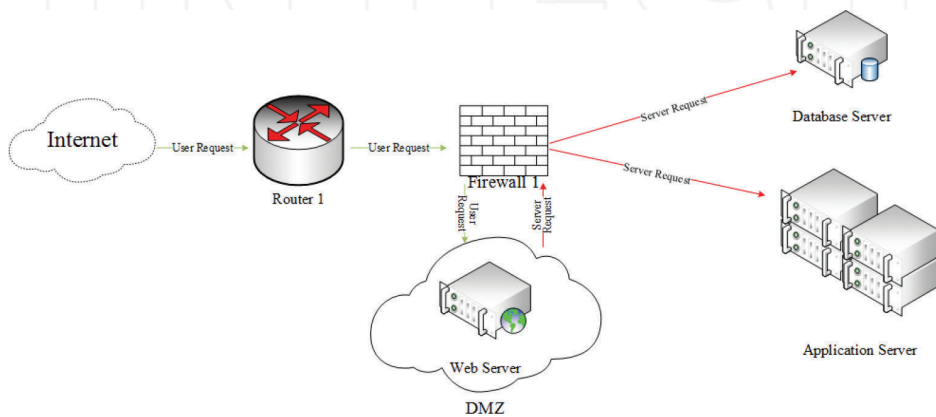 Internet
User Request
Router 1
User Request
Firewall 1
User
Request
Server
Request
Server Request
Database Server
Server Request
Application Server
Web Server
DMZ